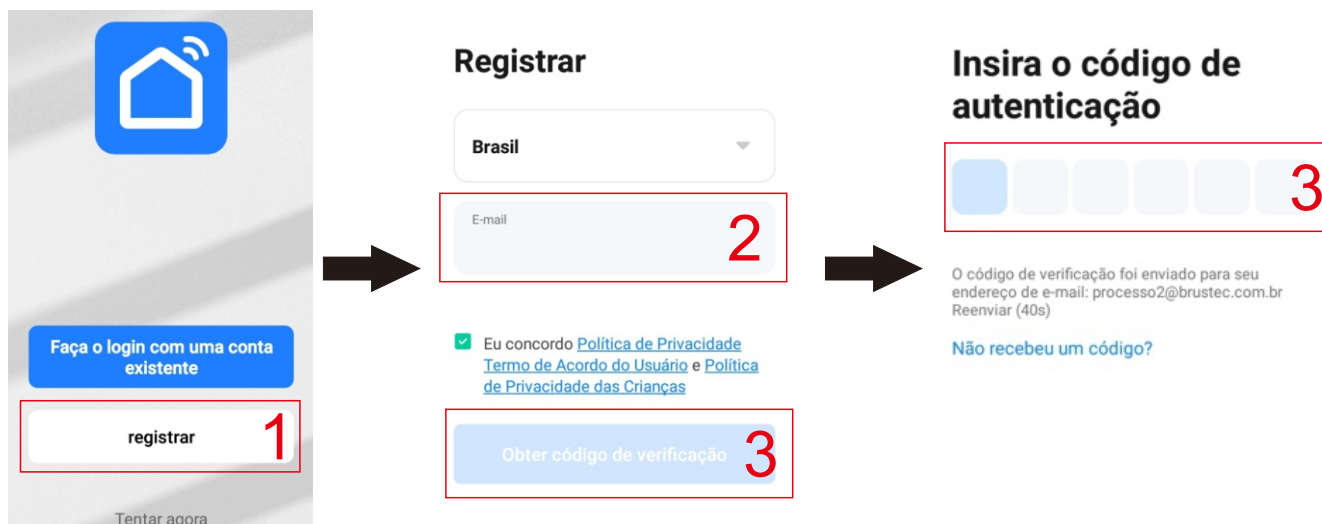 Faça o login com uma conta
existente
registrar
1
Tentar agora
Registrar
Brasil
E-mail
2
Eu concordo Política de Privacidade
Termo de Acordo do Usuário e Política
de Privacidade das Crianças
Obter código de verificação
3
Insira o código de
autenticação
3
O código de verificação foi enviado para seu
endereço de e-mail: processo2@brustec.com.br
Reenviar (40s)
Não recebeu um código?